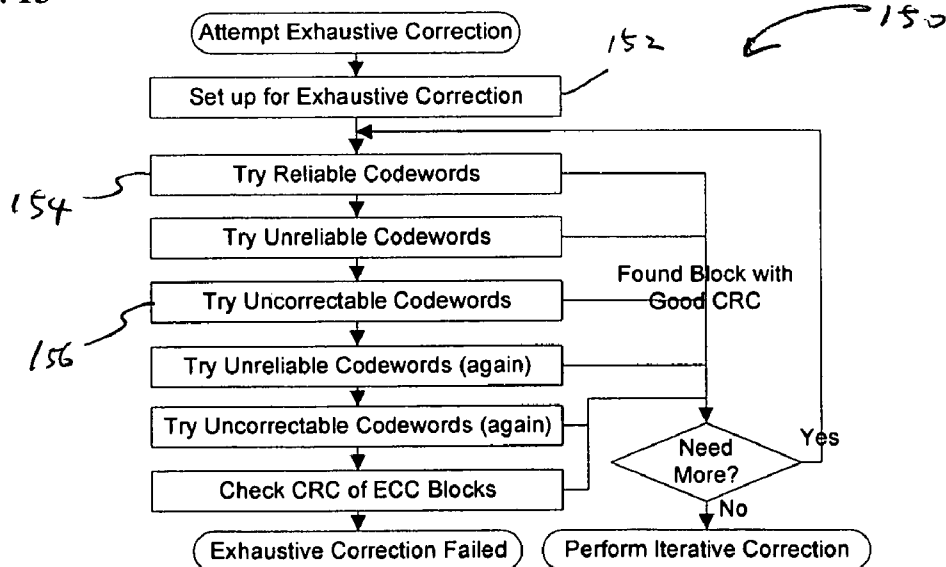 150
Attempt Exhaustive Correction
152
Set up for Exhaustive Correction
Try Reliable Codewords
154
Try Unreliable Codewords
Found Block with
Good CRC
Try Uncorrectable Codewords
156
Try Unreliable Codewords (again)
Try Uncorrectable Codewords (again)
Need
More?
Yes
Check CRC of ECC Blocks
No
Exhaustive Correction Failed
Perform Iterative Correction